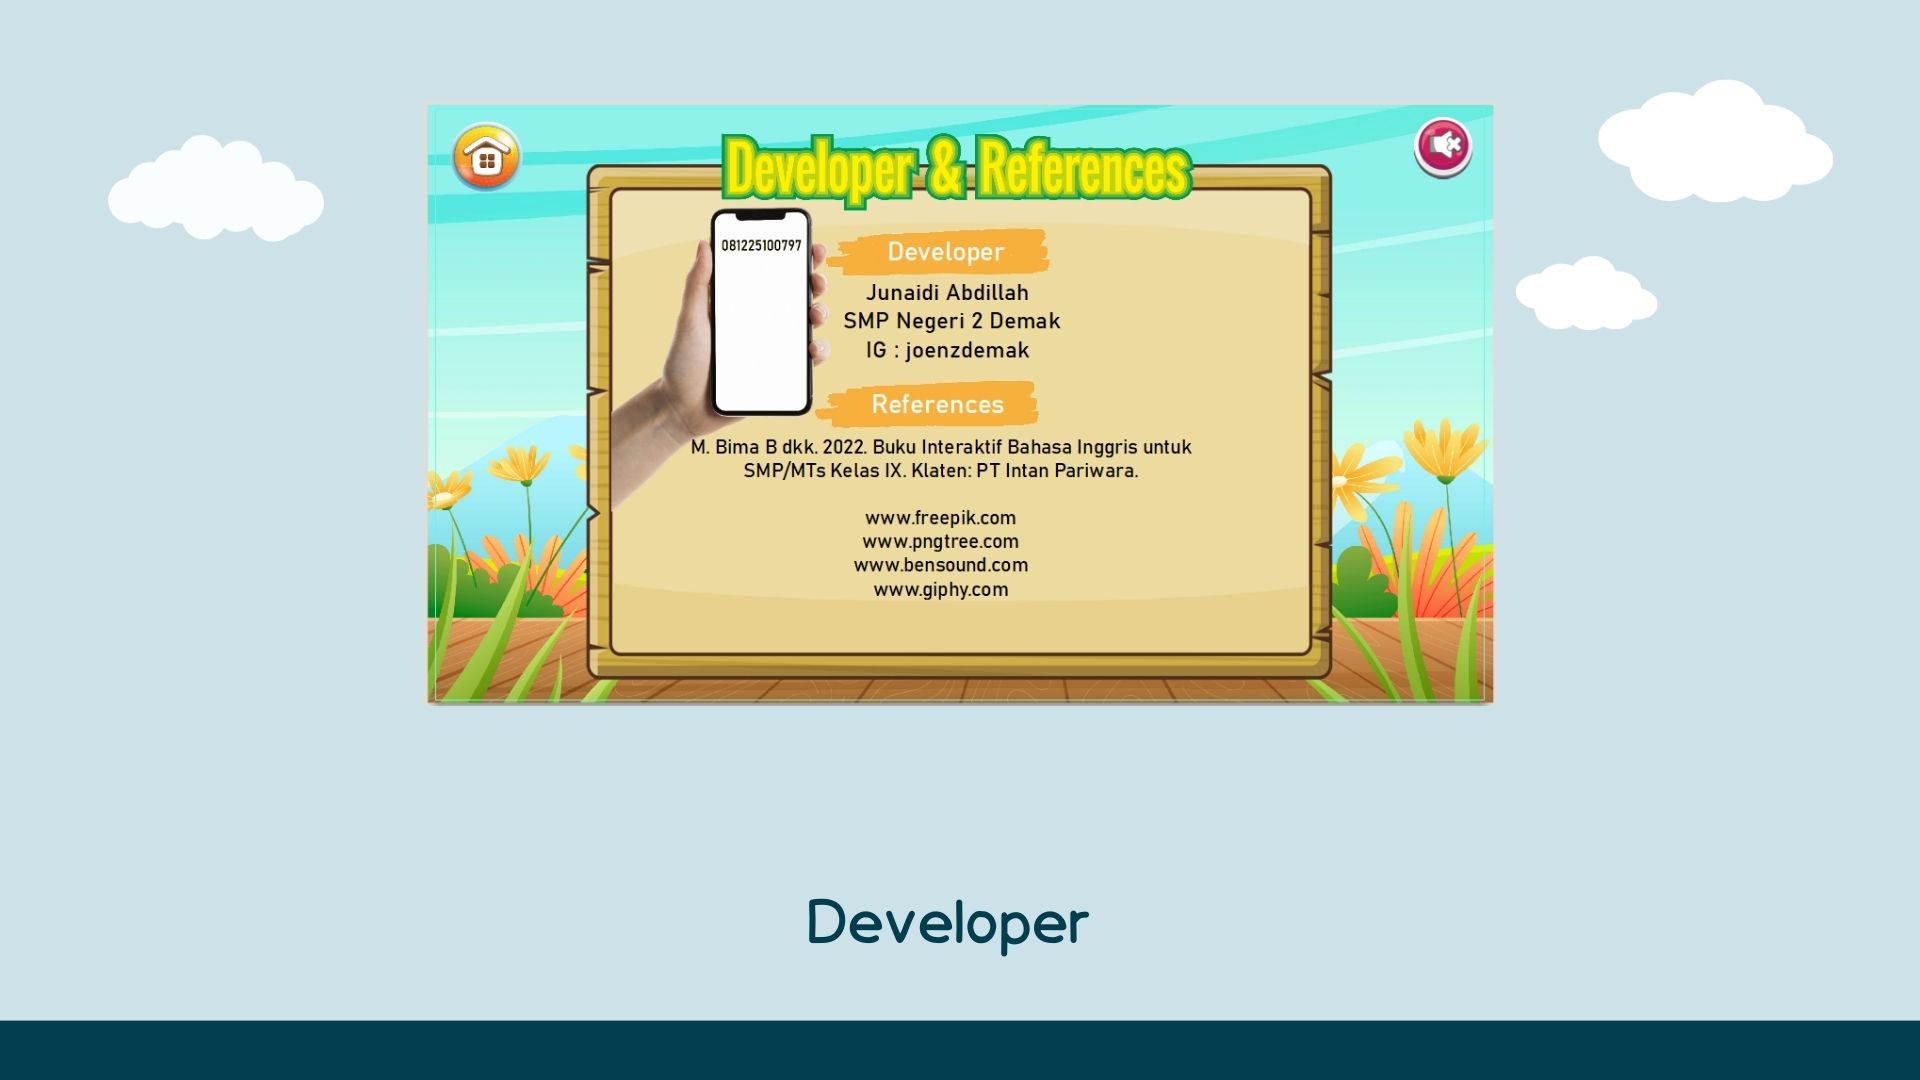 Developer & References
081225100797
Developer
Junaidi Abdillah
SMP Negeri 2 Demak
IG : joenzdemak
References
M. Bima B dkk. 2022. Buku Interaktif Bahasa Inggris untuk
SMP/MTs Kelas IX. Klaten: PT Intan Pariwara.
www.freepik.com
www.pngtree.com
www.bensound.com
www.giphy.com
Developer